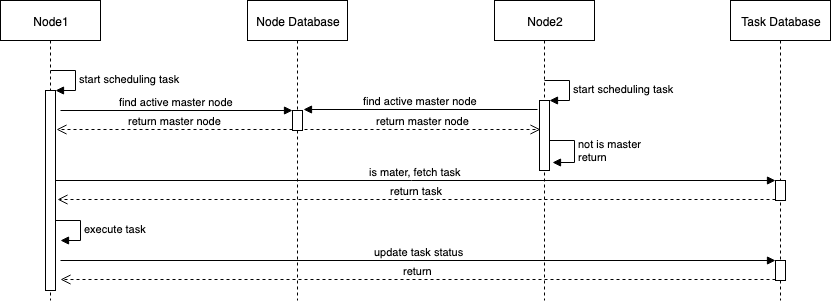 Node1
Node Database
Node2
Task Database
start scheduling task
start scheduling task
find active master node
find active master node
return master node
return master node
not is master
return
is mater, fetch task
return task
execute task
update task status
return